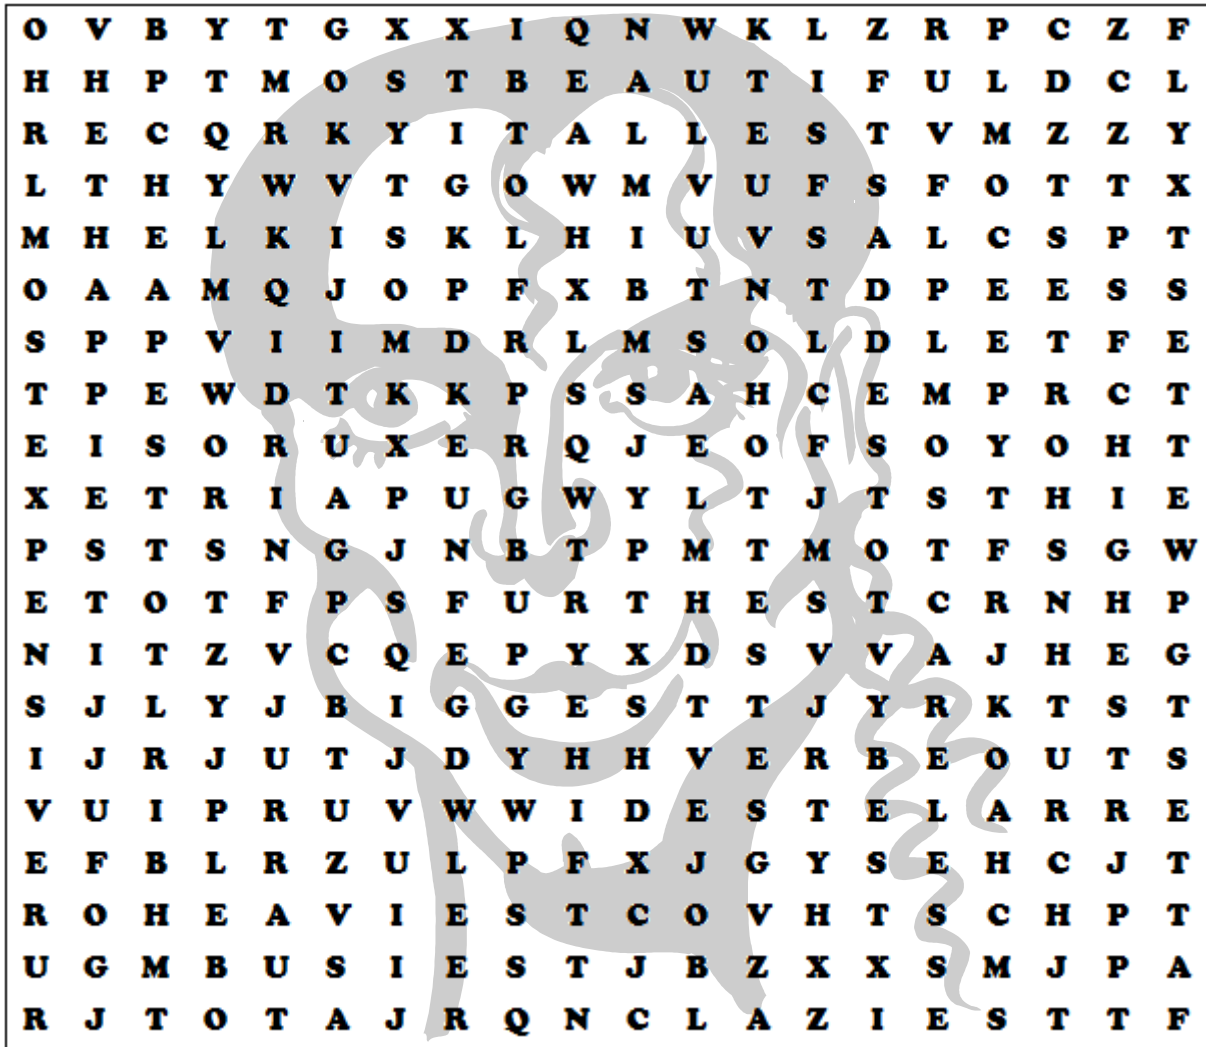 O V B Y T G X X I Q N W K L Z R P C Z F
H H P T M O S T B E A U T I F U L D C L
R E C Q R K Y I T A L L E S T V M Z Z Y
L T H Y W V T G O W M V U F S F O T T X
M H E L K I S K L H I U V S A L C S P T
O A A M Q J O P F X B T N T D P E E S S
S P P V I I M D R L M S O L D L E T F E
T P E W D T K K P S S A H C E M P R C T
E I S O R U X E R Q J E O F S O Y O H T
X E T R I A P U G W Y L T J T S T H I E
P S T S N G J N B T P M T M O T F S G W
E T O T F P S F U R T H E S T C R N H P
N I T Z V C Q E P Y X D S V V A J H E G
S J L Y J B I G G E S T T J Y R K T S T
I J R J U T J D Y H H V E R B E O U T S
V U I P R U V W W I D E S T E L A R R E
E F B L R Z U L P F X J G Y S E H C J T
R O H E A V I E S T C O V H T S C H P T
U G M B U S I E S T J B Z X X S M J P A
R J T O T A J R Q N C L A Z I E S T T F